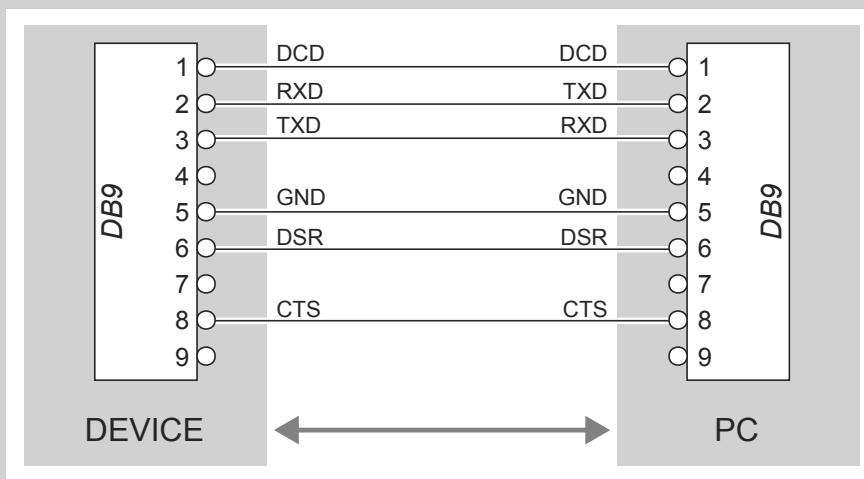 DCD DCD
1 1
RXD TXD
2 2
TXD RXD
3 3
4 4
GND GND
5 5
DSR DSR
6 6
7 7
CTS CTS
8 8
9 9
DB9 DB9
DEVICE PC